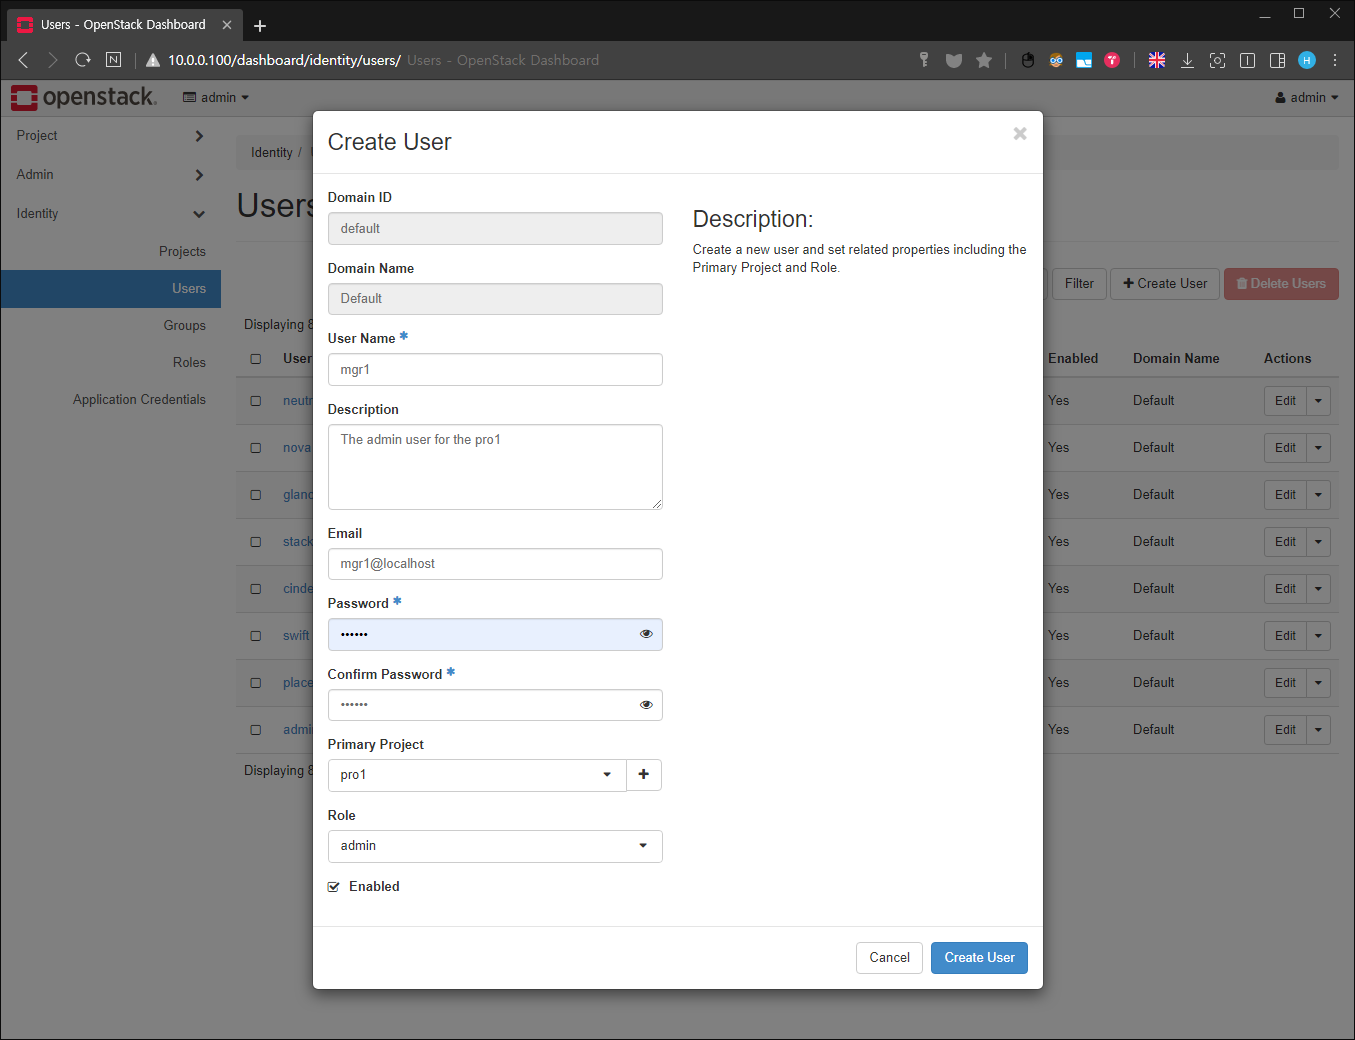 Users - OpenStack Dashboard
10.0.0.100/dashboard/identity/users/ Users - OpenStack Dashboard
openstack. admin
admin
Project
Admin
Identity
Projects
Users
Groups
Roles
Application Credentials
Identity /
Users
Filter
Create User
Delete Users
Displaying 8
User
Enabled
Domain Name
Actions
neutr Yes Default Edit
nova Yes Default Edit
glanc Yes Default Edit
stack Yes Default Edit
cinde Yes Default Edit
swift Yes Default Edit
place Yes Default Edit
admi Yes Default Edit
Displaying 8
Create User
Domain ID
default
Domain Name
Default
User Name *
mgr1
Description
The admin user for the pro1
Email
mgr1@localhost
Password *
••••••
Confirm Password *
••••••
Primary Project
pro1
Role
admin
Enabled
Description:
Create a new user and set related properties including the
Primary Project and Role.
Cancel
Create User